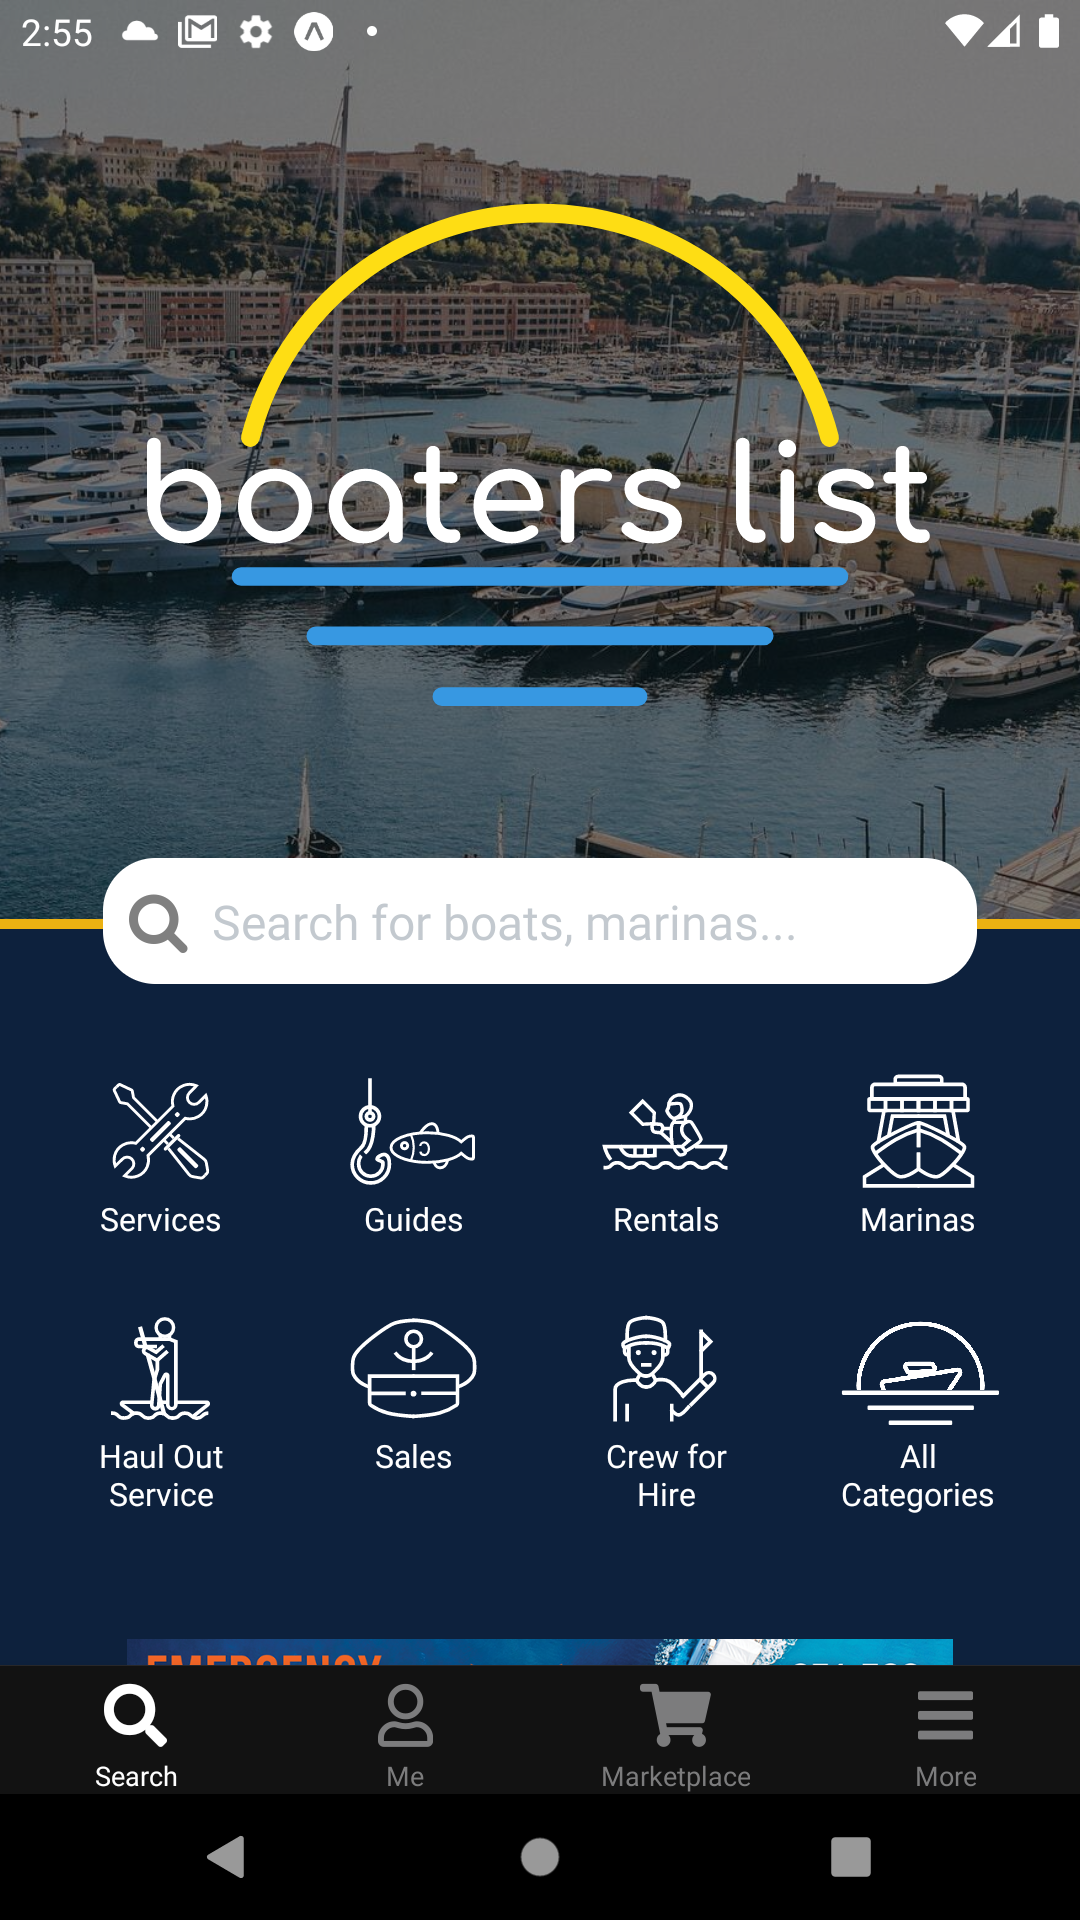 2:55
boaters list
Search for boats, marinas...
Services
Guides
Rentals
Marinas
Haul Out
Service
Sales
Crew for
Hire
All
Categories
EMERGENCY
Search
Me
Marketplace
More